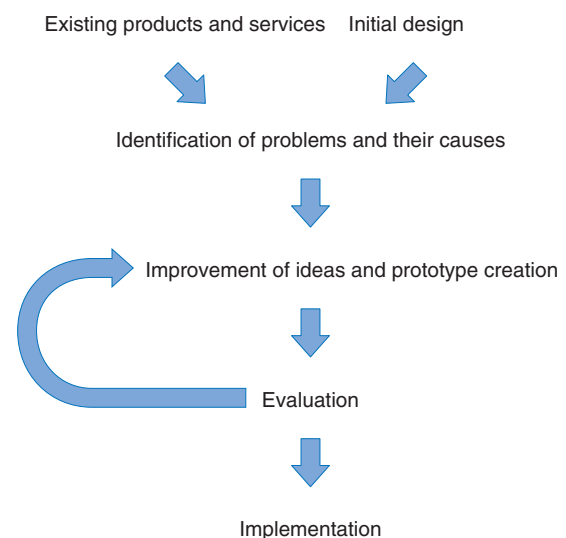 Existing products and services Initial design
Identification of problems and their causes
Improvement of ideas and prototype creation
Evaluation
Implementation